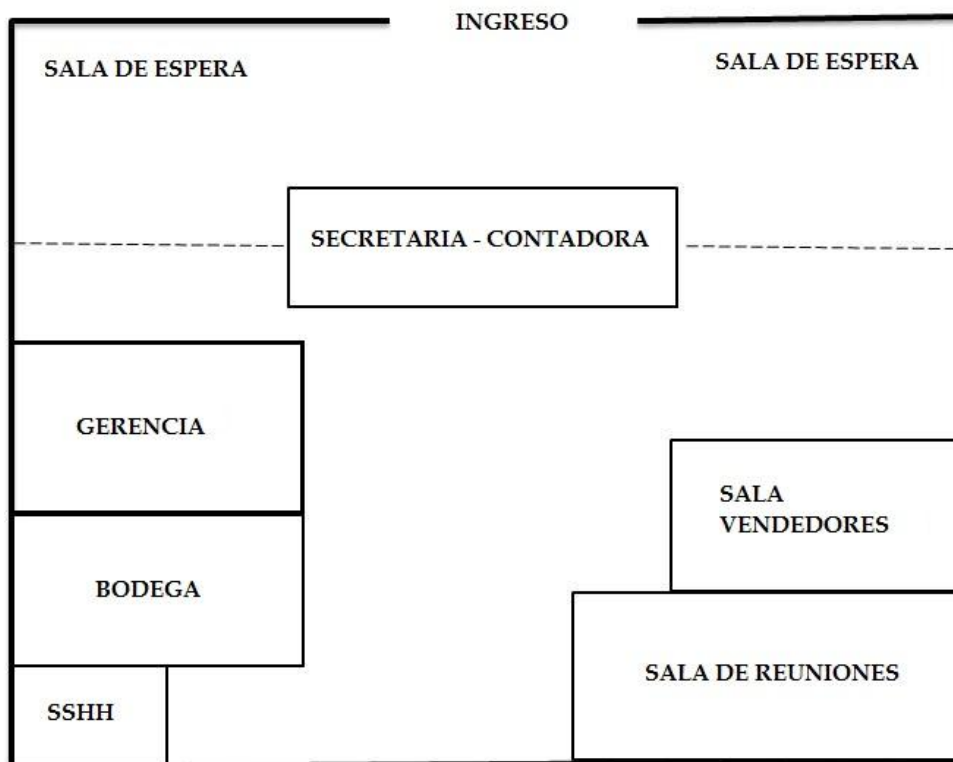 INGRESO
SALA DE ESPERA
SALA DE ESPERA
SECRETARIA - CONTADORA
GERENCIA
SALA
VENDEDORES
BODEGA
SALA DE REUNIONES
SSHH